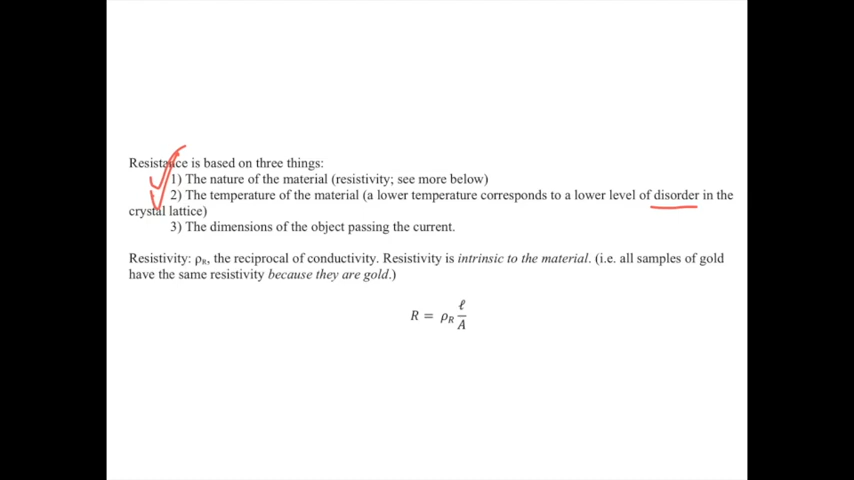 Resistance is based on three things:
1) The nature of the material (resistivity; see more below)
2) The temperature of the material (a lower temperature corresponds to a lower level of disorder in the
crystal lattice)
3) The dimensions of the object passing the current.
Resistivity: ρR, the reciprocal of conductivity. Resistivity is intrinsic to the material. (i.e. all samples of gold
have the same resistivity because they are gold.)
R = ρR ℓ/A